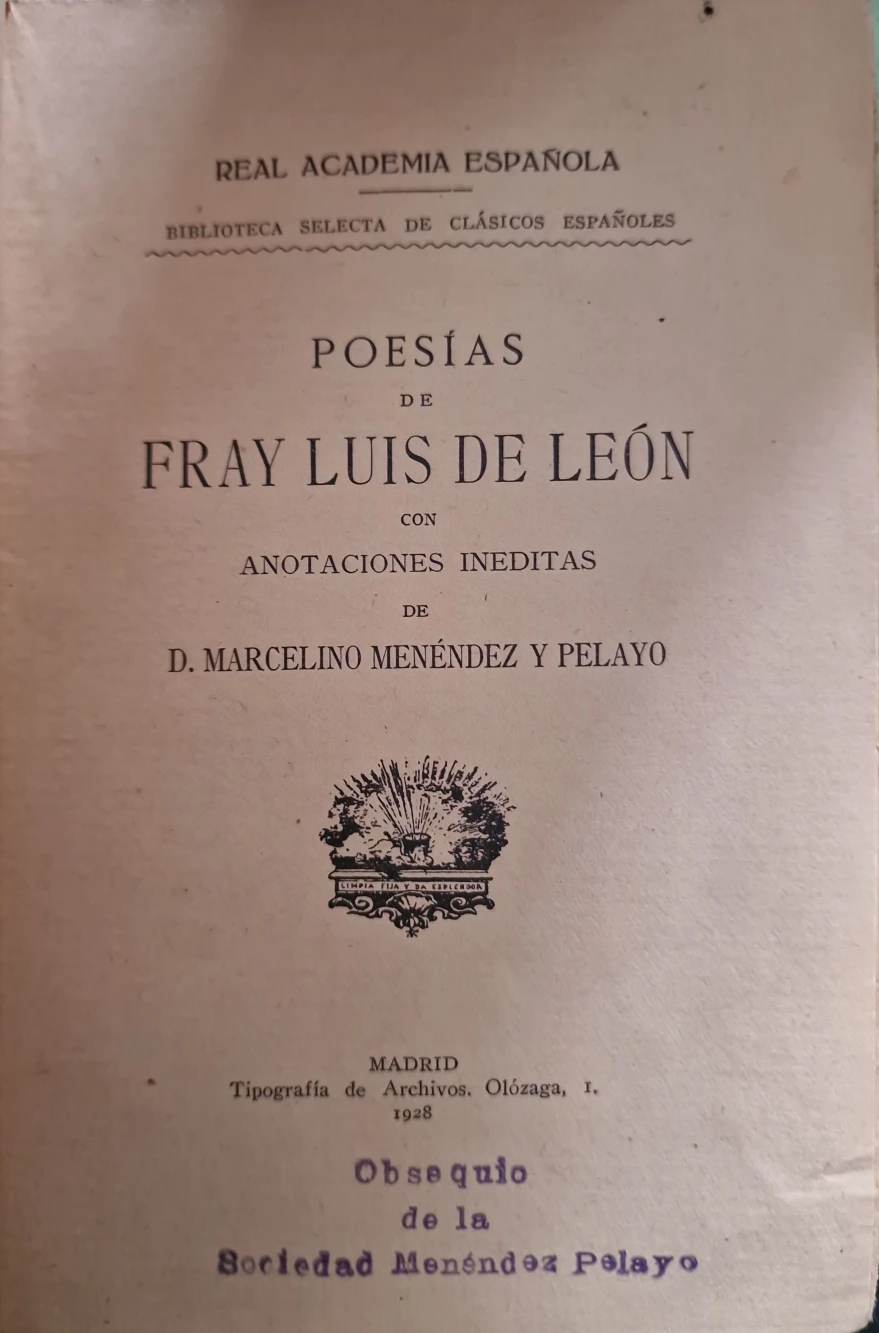 REAL ACADEMIA ESPAÑOLA
BIBLIOTECA SELECTA DE CLÁSICOS ESPAÑOLES
POESÍAS
DE
FRAY LUIS DE LEÓN
CON
ANOTACIONES INEDITAS
DE
D. MARCELINO MENÉNDEZ Y PELAYO
LIMPIA FIJA Y DA ESPLENDOR
MADRID
Tipografía de Archivos. Olózaga, 1.
1928
Obsequio
de la
Sociedad Menéndez Pelayo